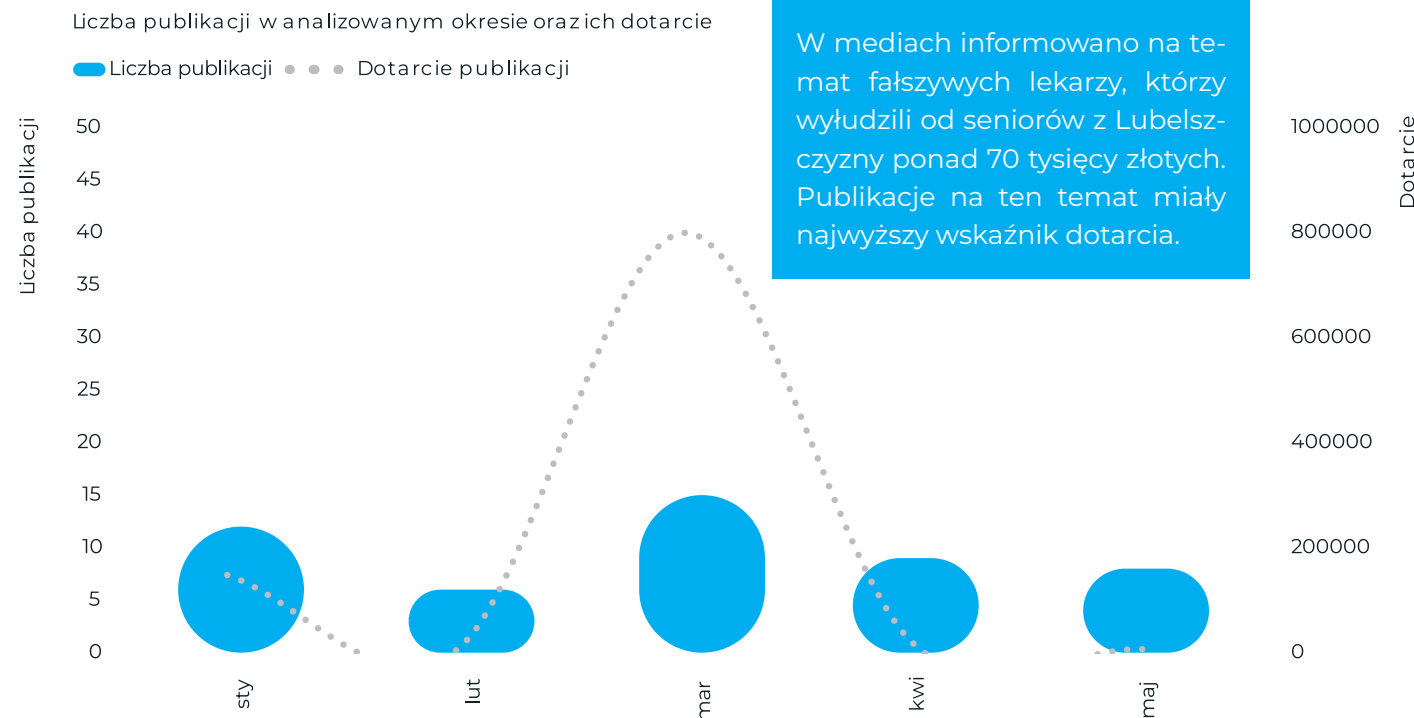 Liczba publikacji w analizowanym okresie oraz ich dotarcie
Liczba publikacji
Dotarcie publikacji
W mediach informowano na te-
mat fałszywych lekarzy, którzy
wyłudzili od seniorów z Lubelsz-
czyzny ponad 70 tysięcy złotych.
Publikacje na ten temat miały
najwyższy wskaźnik dotarcia.
Liczba publikacji
50
45
40
35
30
25
20
15
10
5
0
1000000
800000
600000
400000
200000
0
Dotarcie
sty
lut
mar
kwi
maj